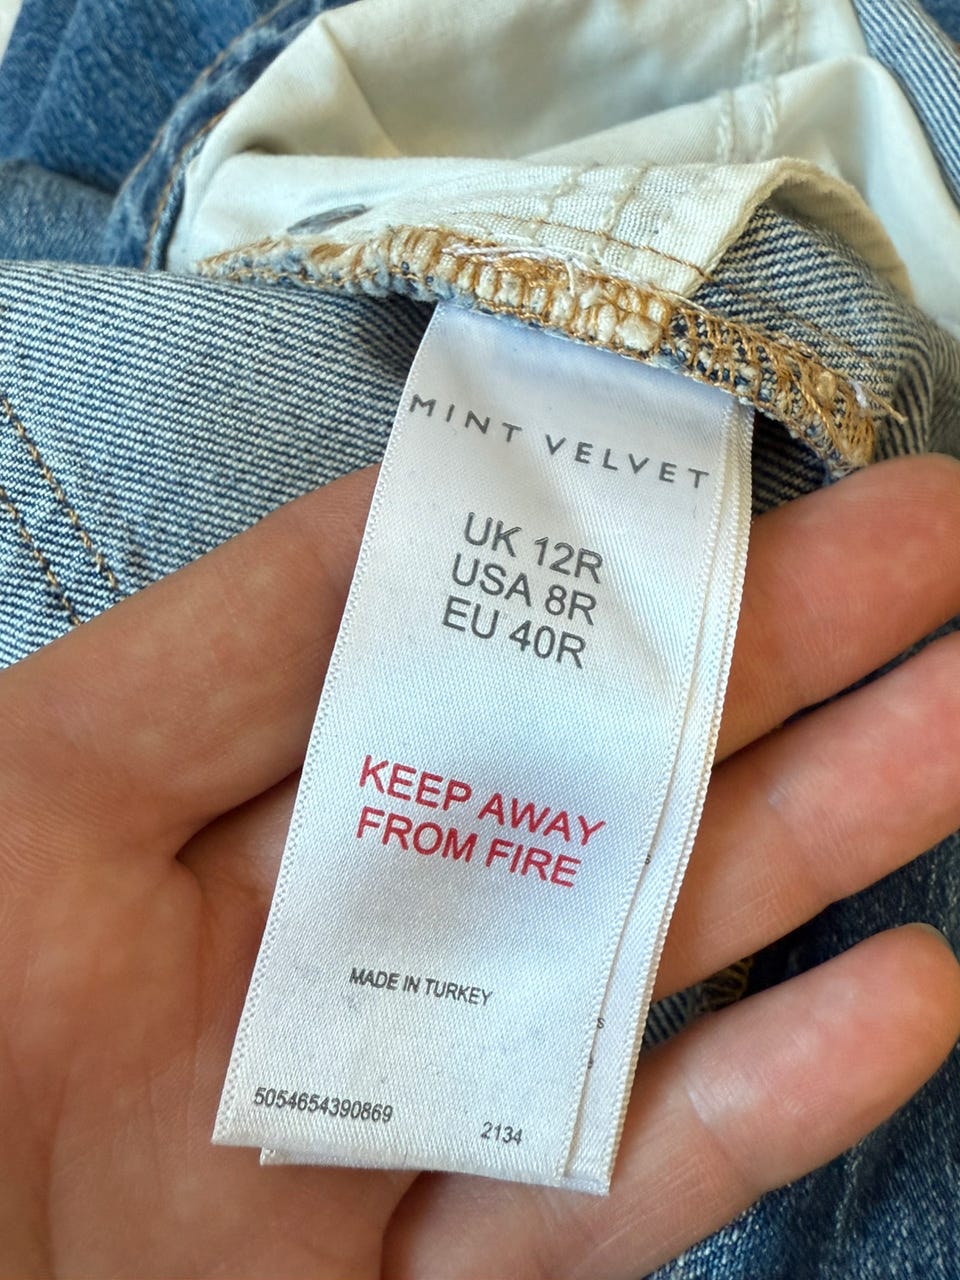 MINT VELVET
UK 12R
USA 8R
EU 40R
KEEP AWAY
FROM FIRE
MADE IN TURKEY
5054654390869
2134